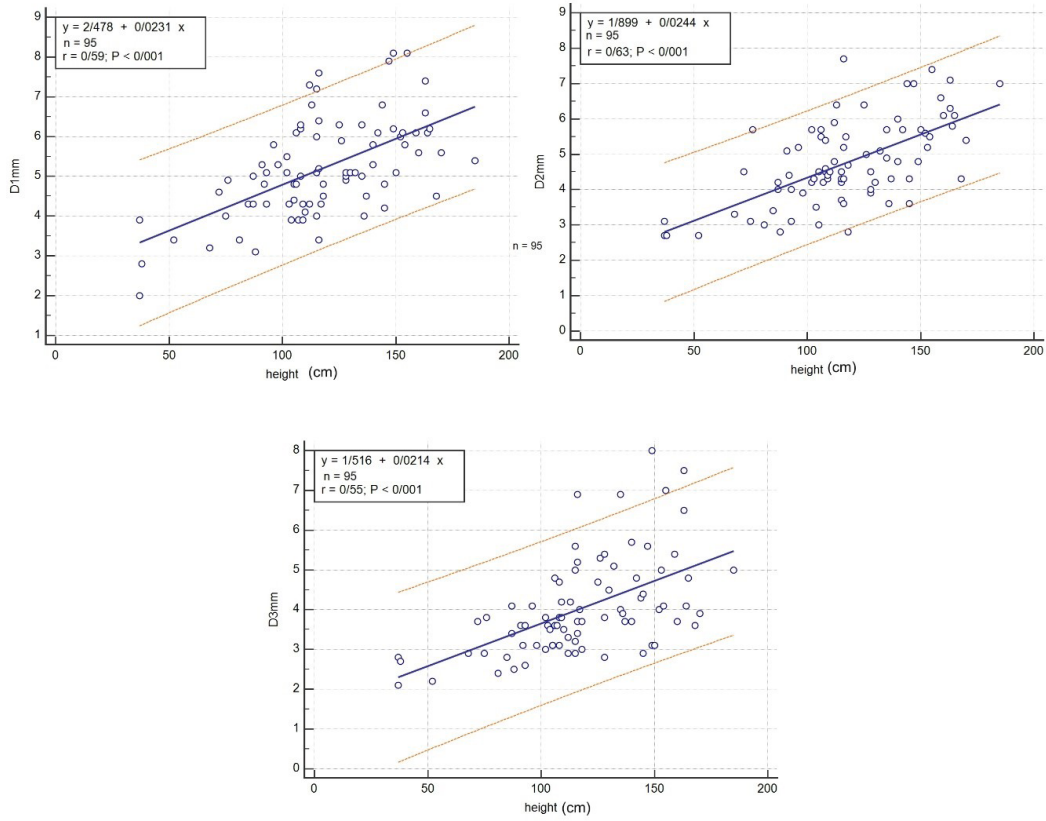 y = 2/478 + 0/0231 x
n = 95
r = 0/59; P < 0/001
D1mm
9
8
7
6
5
4
3
2
1
0 50 100 150 200
height (cm)
n = 95
y = 1/899 + 0/0244 x
n = 95
r = 0/63; P < 0/001
D2mm
9
8
7
6
5
4
3
2
1
0
0 50 100 150 200
height (cm)
y = 1/516 + 0/0214 x
n = 95
r = 0/55; P < 0/001
D3mm
8
7
6
5
4
3
2
1
0
0 50 100 150 200
height (cm)